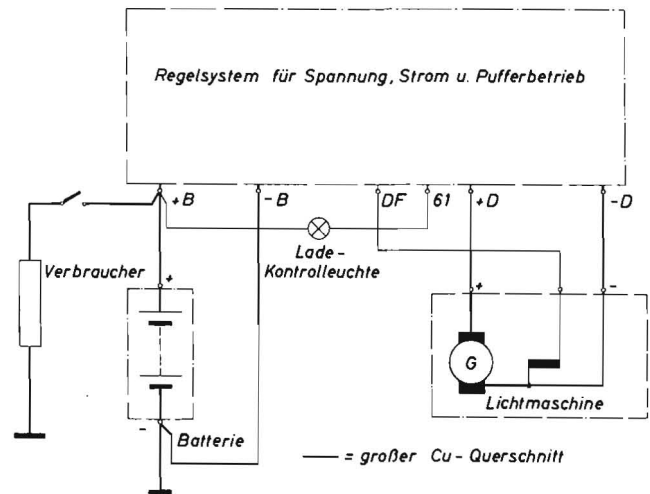 Regelsystem für Spannung, Strom u. Pufferbetrieb
+B
-B
DF
61
+D
-D
Lade-
Kontrolleuchte
Verbraucher
+
+
-
G
Lichtmaschine
-
Batterie
= großer Cu-Querschnitt